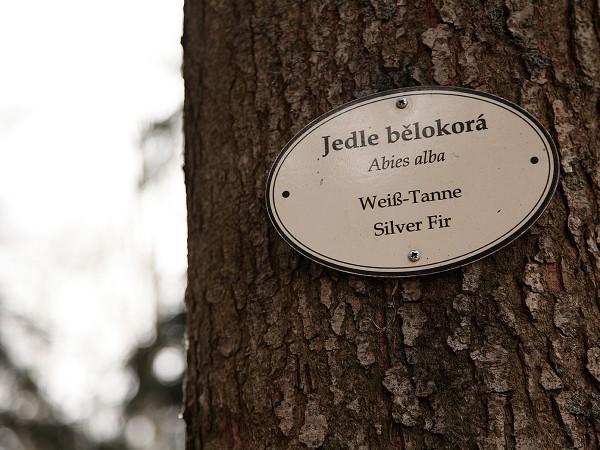 Jedle bělokorá
Abies alba
Weiß-Tanne
Silver Fir